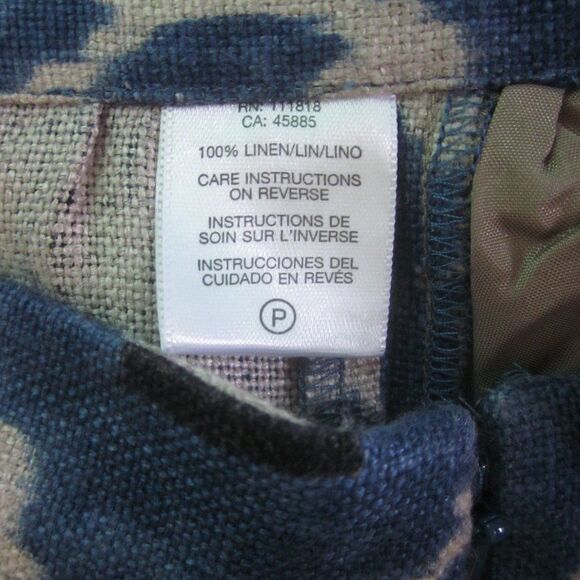 RN: 111818
CA: 45885
100% LINEN/LIN/LINO
CARE INSTRUCTIONS
ON REVERSE
INSTRUCTIONS DE
SOIN SUR L'INVERSE
INSTRUCCIONES DEL
CUIDADO EN REVÉS
P